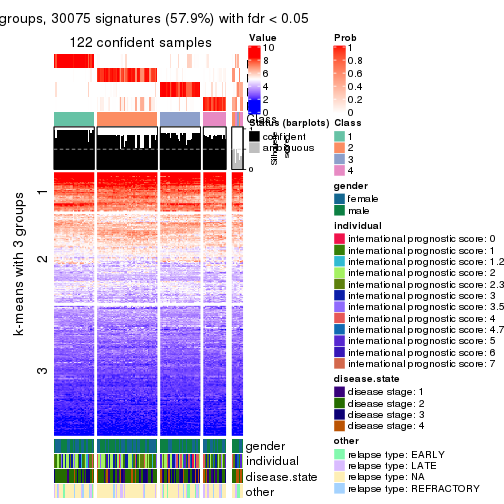 groups, 30075 signatures (57.9%) with fdr < 0.05
122 confident samples
Value
10
8
6
4
2
0
Prob
1
0.8
0.6
0.4
0.2
0
Class
Status (barplots)
confident
ambiguous
1
0
Class
1
2
3
4
gender
female
male
individual
international prognostic score: 0
international prognostic score: 1
international prognostic score: 1.2
international prognostic score: 2
international prognostic score: 2.3
international prognostic score: 3
international prognostic score: 3.5
international prognostic score: 4
international prognostic score: 4.7
international prognostic score: 5
international prognostic score: 6
international prognostic score: 7
disease.state
disease stage: 1
disease stage: 2
disease stage: 3
disease stage: 4
other
relapse type: EARLY
relapse type: LATE
relapse type: NA
relapse type: REFRACTORY
k-means with 3 groups
1
2
3
gender
individual
disease.state
other